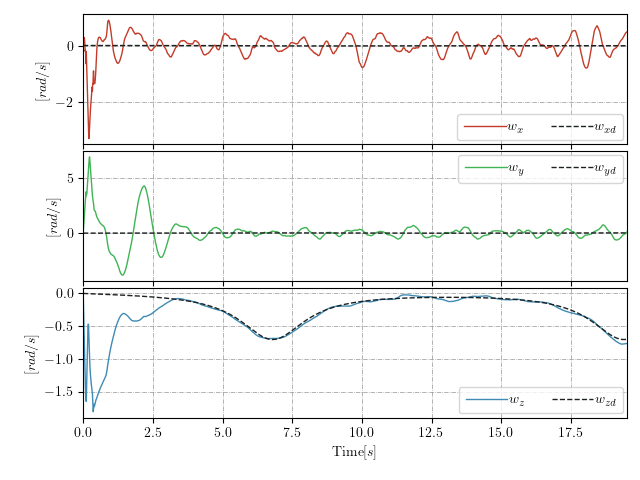 0
−2
[rad/s]
w_x w_xd
5
0
[rad/s]
w_y w_yd
0.0
−0.5
−1.0
−1.5
[rad/s]
w_z w_zd
0.0 2.5 5.0 7.5 10.0 12.5 15.0 17.5
Time[s]